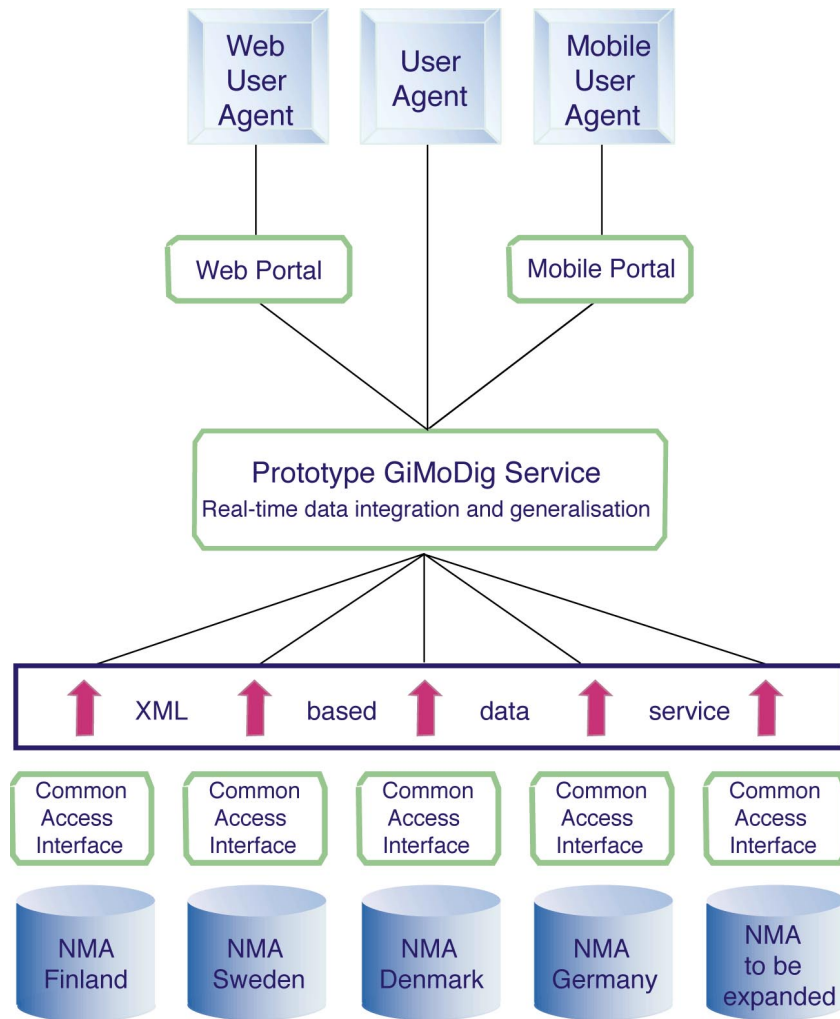 Web
User
Agent
User
Agent
Mobile
User
Agent
Web Portal
Mobile Portal
Prototype GiMoDig Service
Real-time data integration and generalisation
XML based data service
Common
Access
Interface
Common
Access
Interface
Common
Access
Interface
Common
Access
Interface
Common
Access
Interface
NMA
Finland
NMA
Sweden
NMA
Denmark
NMA
Germany
NMA
to be
expanded